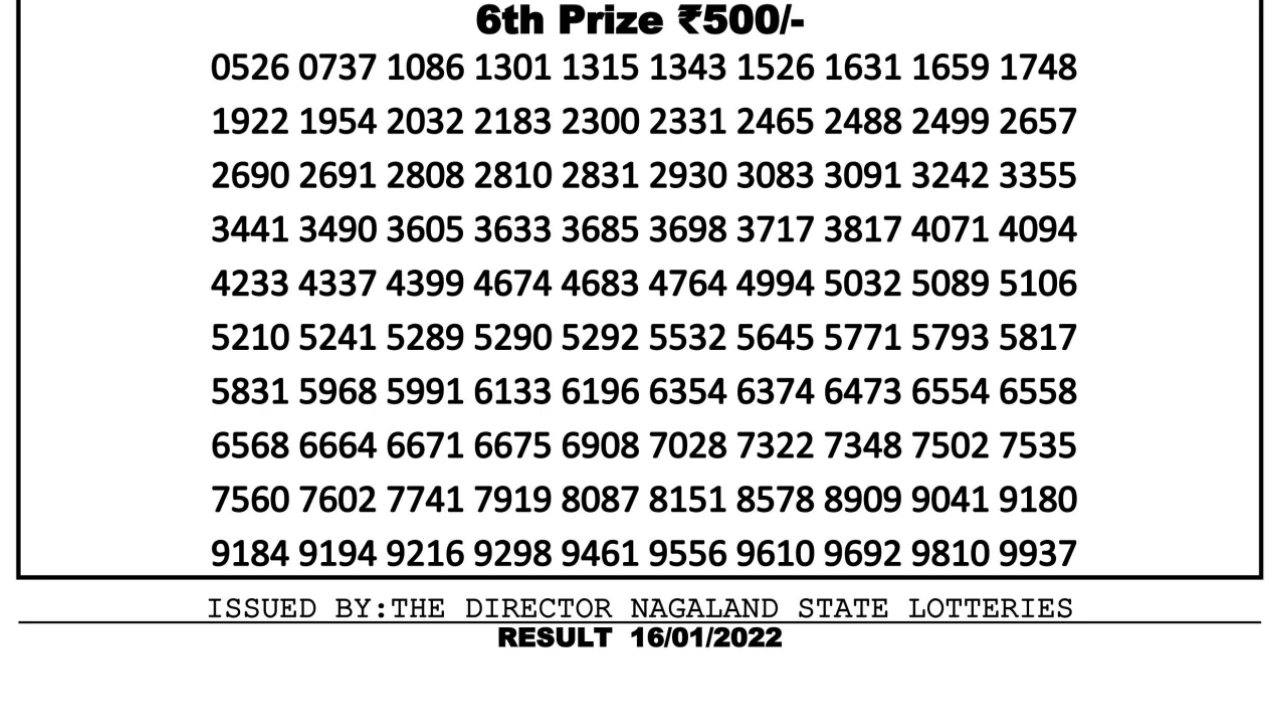 6th Prize ₹500/-
0526 0737 1086 1301 1315 1343 1526 1631 1659 1748
1922 1954 2032 2183 2300 2331 2465 2488 2499 2657
2690 2691 2808 2810 2831 2930 3083 3091 3242 3355
3441 3490 3605 3633 3685 3698 3717 3817 4071 4094
4233 4337 4399 4674 4683 4764 4994 5032 5089 5106
5210 5241 5289 5290 5292 5532 5645 5771 5793 5817
5831 5968 5991 6133 6196 6354 6374 6473 6554 6558
6568 6664 6671 6675 6908 7028 7322 7348 7502 7535
7560 7602 7741 7919 8087 8151 8578 8909 9041 9180
9184 9194 9216 9298 9461 9556 9610 9692 9810 9937
ISSUED BY:THE DIRECTOR NAGALAND STATE LOTTERIES
RESULT 16/01/2022